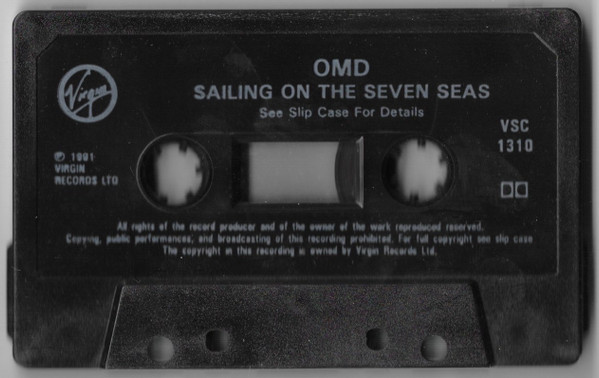 OMD
SAILING ON THE SEVEN SEAS
See Slip Case For Details
Virgin
VSC
1310
℗ 1991
VIRGIN
RECORDS LTD
All rights of the record producer and of the owner of the work reproduced reserved.
Copying, public performances, and broadcasting of this recording prohibited. For full copyright see slip case
The copyright in this recording is owned by Virgin Records Ltd.